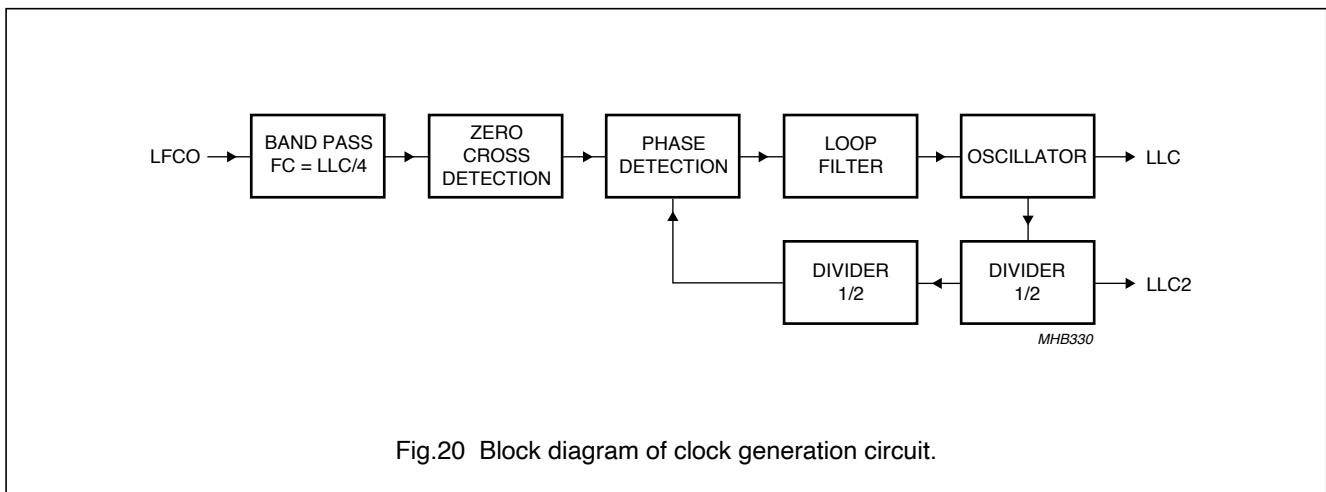 LFCO
BAND PASS
FC = LLC/4
ZERO
CROSS
DETECTION
PHASE
DETECTION
LOOP
FILTER
OSCILLATOR
LLC
DIVIDER
1/2
DIVIDER
1/2
LLC2
MHB330
Fig.20 Block diagram of clock generation circuit.